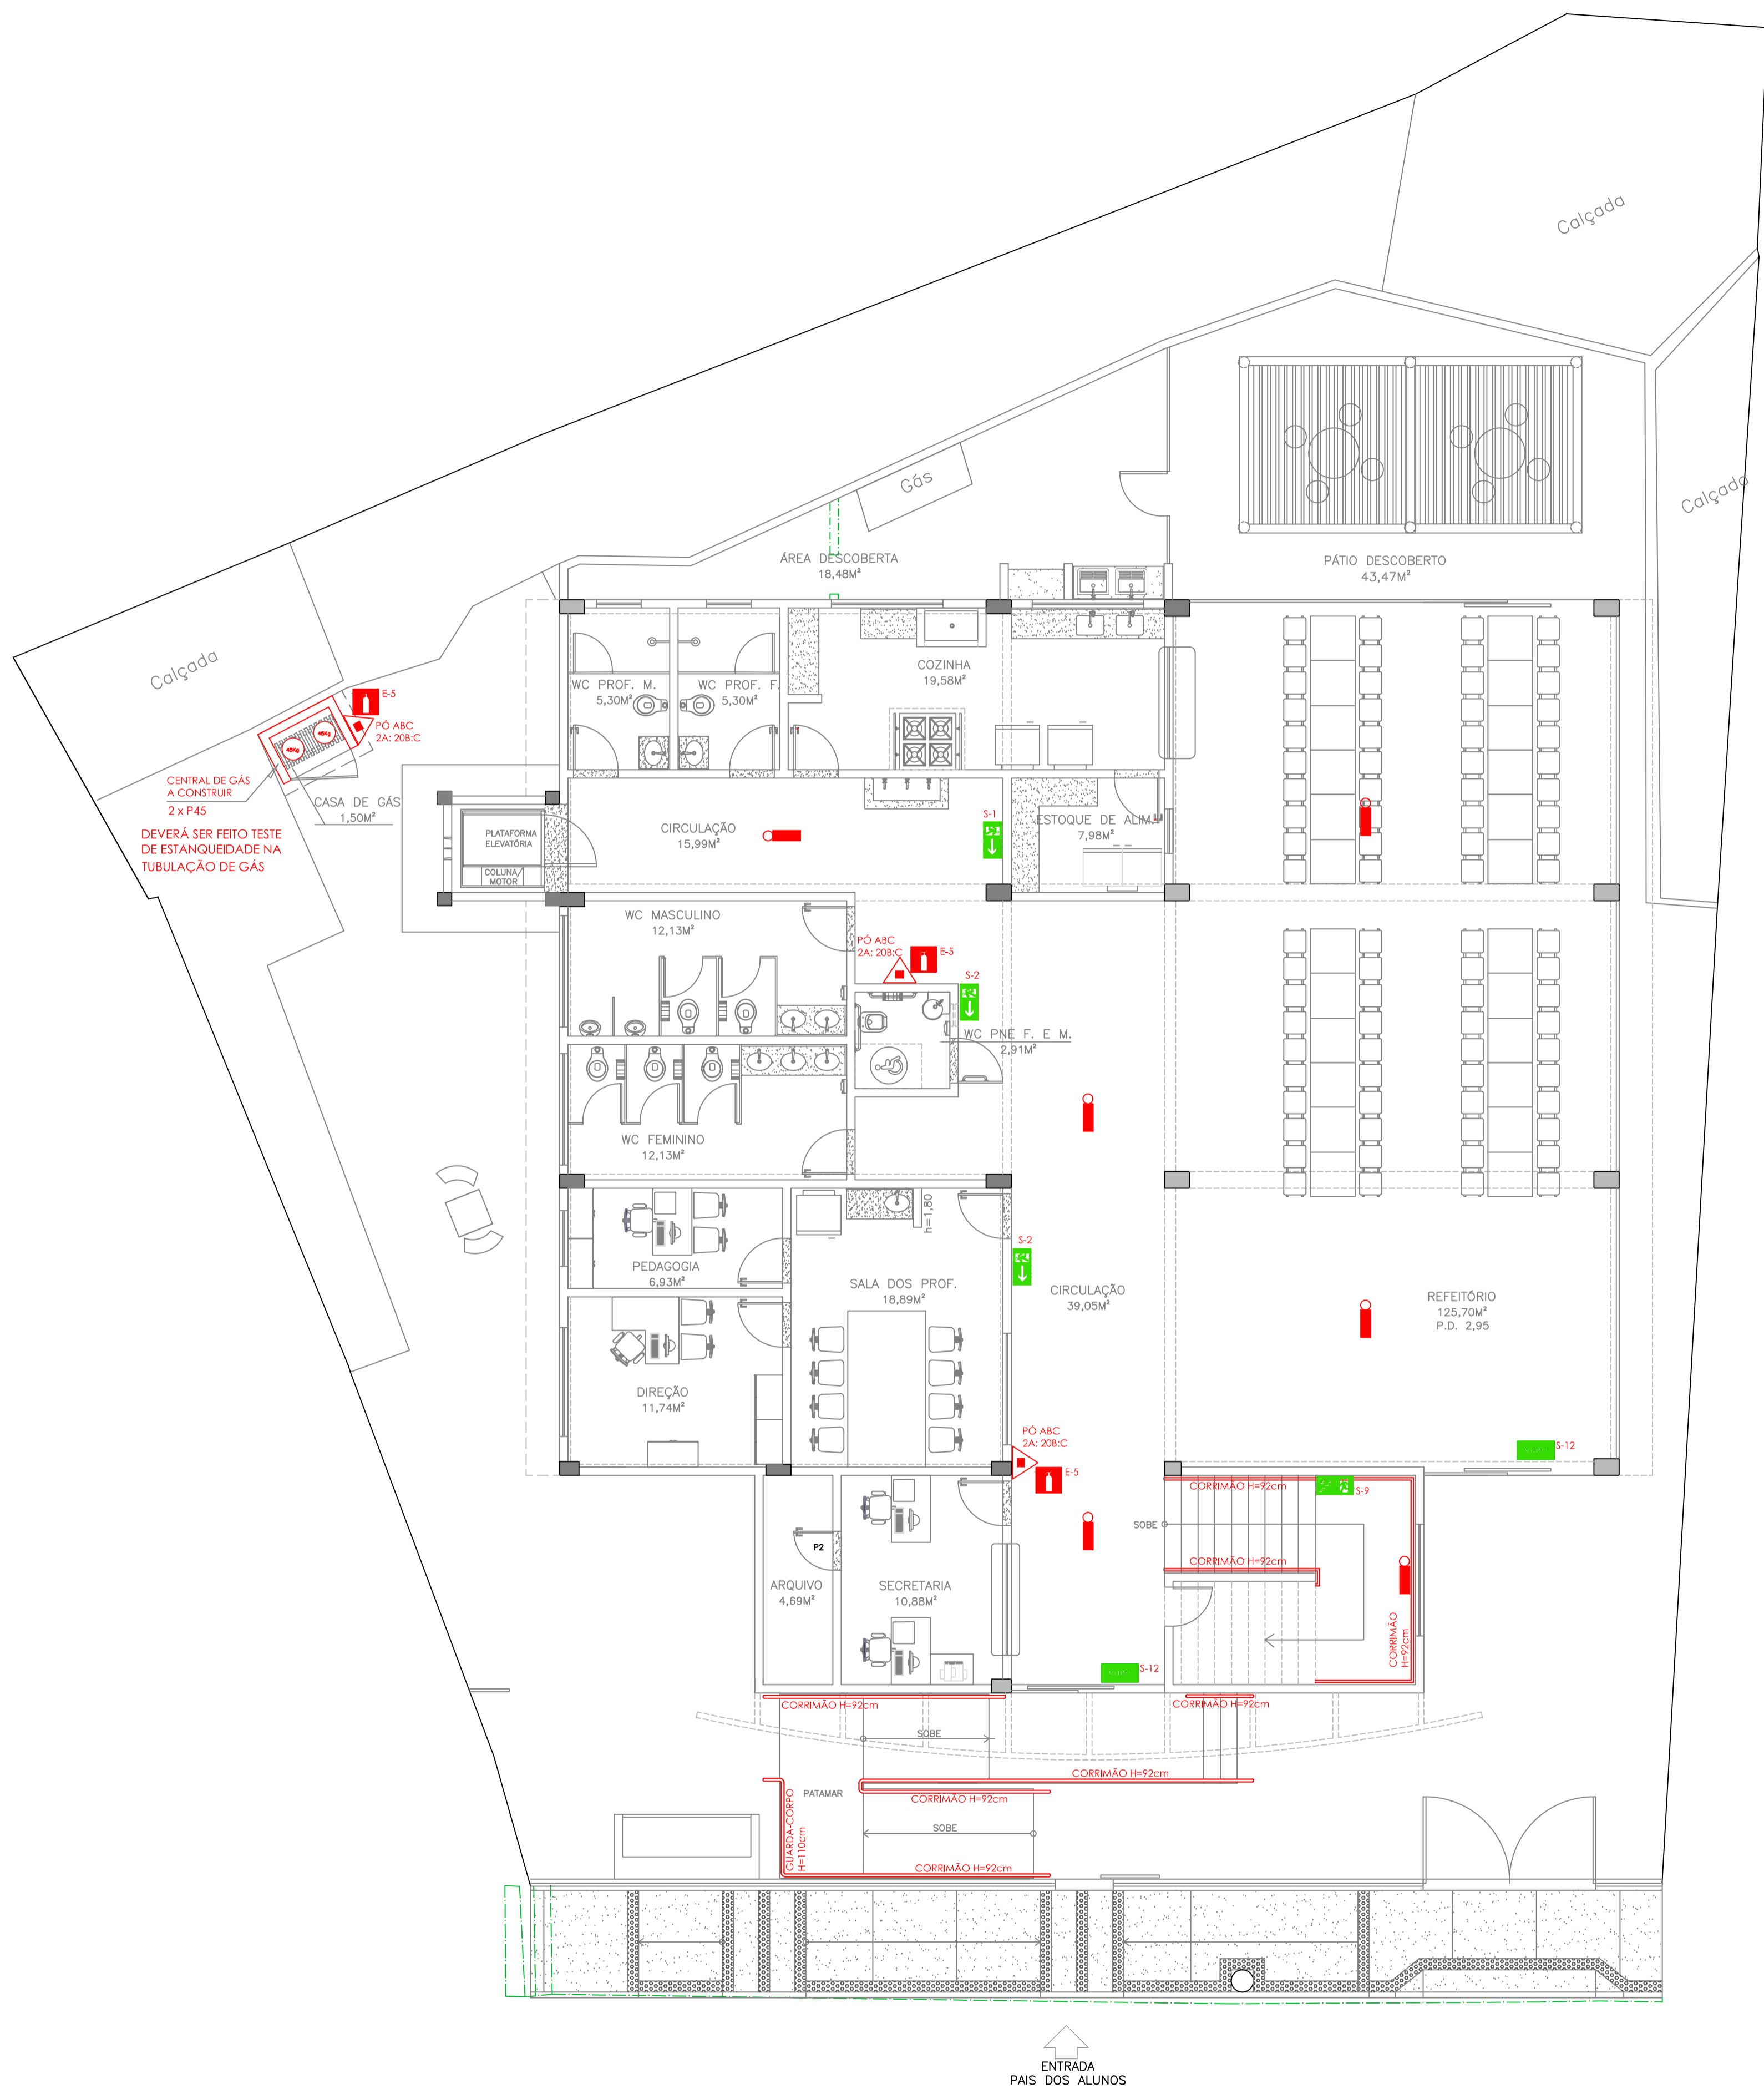 Calçada
Calçada
Gás
ÁREA DESCOBERTA
18,48M²
PÁTIO DESCOBERTO
43,47M²
Calçada
E-5
PÓ ABC
2A: 20B:C
45Kg
45Kg
CENTRAL DE GÁS
A CONSTRUIR
2 x P45
DEVERÁ SER FEITO TESTE
DE ESTANQUEIDADE NA
TUBULAÇÃO DE GÁS
CASA DE GÁS
1,50M²
WC PROF. M.
5,30M²
WC PROF. F.
5,30M²
COZINHA
19,58M²
PLATAFORMA
ELEVATÓRIA
COLUNA/
MOTOR
CIRCULAÇÃO
15,99M²
S-1
ESTOQUE DE ALIM.
7,98M²
WC MASCULINO
12,13M²
PÓ ABC
2A: 20B:C
E-5
S-2
WC PNE F. E M.
2,91M²
WC FEMININO
12,13M²
h=1,80
PEDAGOGIA
6,93M²
SALA DOS PROF.
18,89M²
S-2
CIRCULAÇÃO
39,05M²
REFEITÓRIO
125,70M²
P.D. 2,95
DIREÇÃO
11,74M²
PÓ ABC
2A: 20B:C
E-5
S-12
CORRIMÃO H=92cm
S-9
SOBE
CORRIMÃO H=92cm
P2
ARQUIVO
4,69M²
SECRETARIA
10,88M²
CORRIMÃO
H=92cm
S-12
CORRIMÃO H=92cm
CORRIMÃO H=92cm
SOBE
CORRIMÃO H=92cm
PATAMAR
CORRIMÃO H=92cm
GUARDA-CORPO
H=110cm
SOBE
CORRIMÃO H=92cm
ENTRADA
PAIS DOS ALUNOS